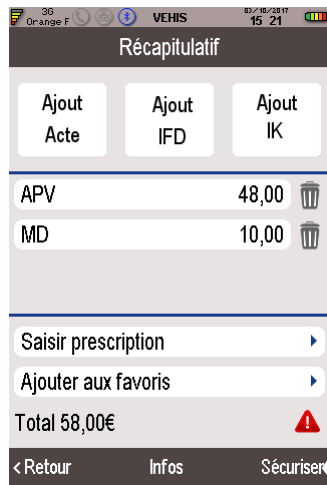 3G
Orange F VEHIS 03/10/2017
15 21
Récapitulatif
Ajout
Acte
Ajout
IFD
Ajout
IK
APV 48,00
MD 10,00
Saisir prescription
Ajouter aux favoris
Total 58,00€
< Retour Infos Sécuriser